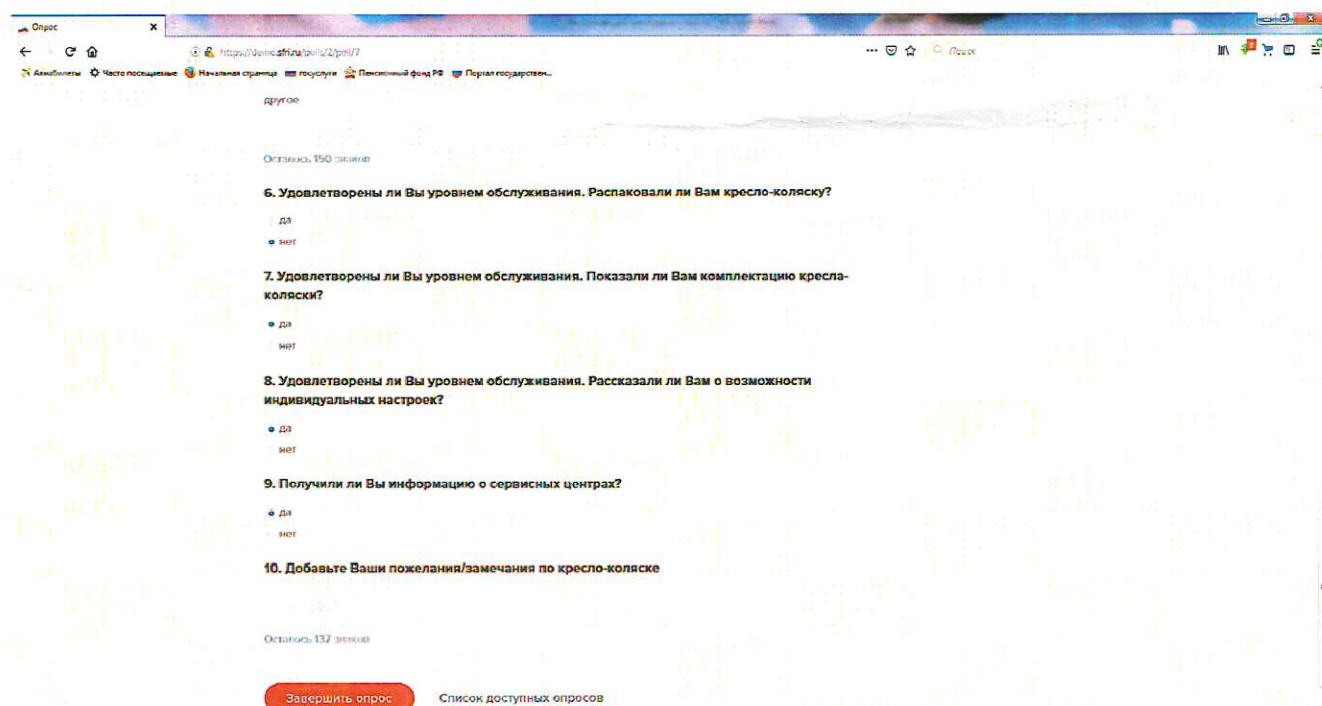 Опрос
https://demo.sfri.ru/polls/2/poll/7
Поиск
Авиабилеты Часто посещаемые Начальная страница госуслуги Пенсионный фонд РФ Портал государствен...
другое
Осталось 150 знаков
6. Удовлетворены ли Вы уровнем обслуживания. Распаковали ли Вам кресло-коляску?
да
нет
7. Удовлетворены ли Вы уровнем обслуживания. Показали ли Вам комплектацию кресла-
коляски?
да
нет
8. Удовлетворены ли Вы уровнем обслуживания. Рассказали ли Вам о возможности
индивидуальных настроек?
да
нет
9. Получили ли Вы информацию о сервисных центрах?
да
нет
10. Добавьте Ваши пожелания/замечания по кресло-коляске
Осталось 137 знаков
Завершить опрос Список доступных опросов